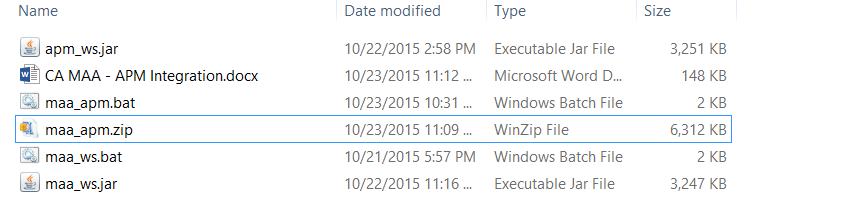 Name Date modified Type Size
apm_ws.jar 10/22/2015 2:58 PM Executable Jar File 3,251 KB
CA MAA - APM Integration.docx 10/23/2015 11:12 ... Microsoft Word D... 148 KB
maa_apm.bat 10/23/2015 10:31 ... Windows Batch File 2 KB
maa_apm.zip 10/23/2015 11:09 ... WinZip File 6,312 KB
maa_ws.bat 10/21/2015 5:57 PM Windows Batch File 2 KB
maa_ws.jar 10/22/2015 11:16 ... Executable Jar File 3,247 KB